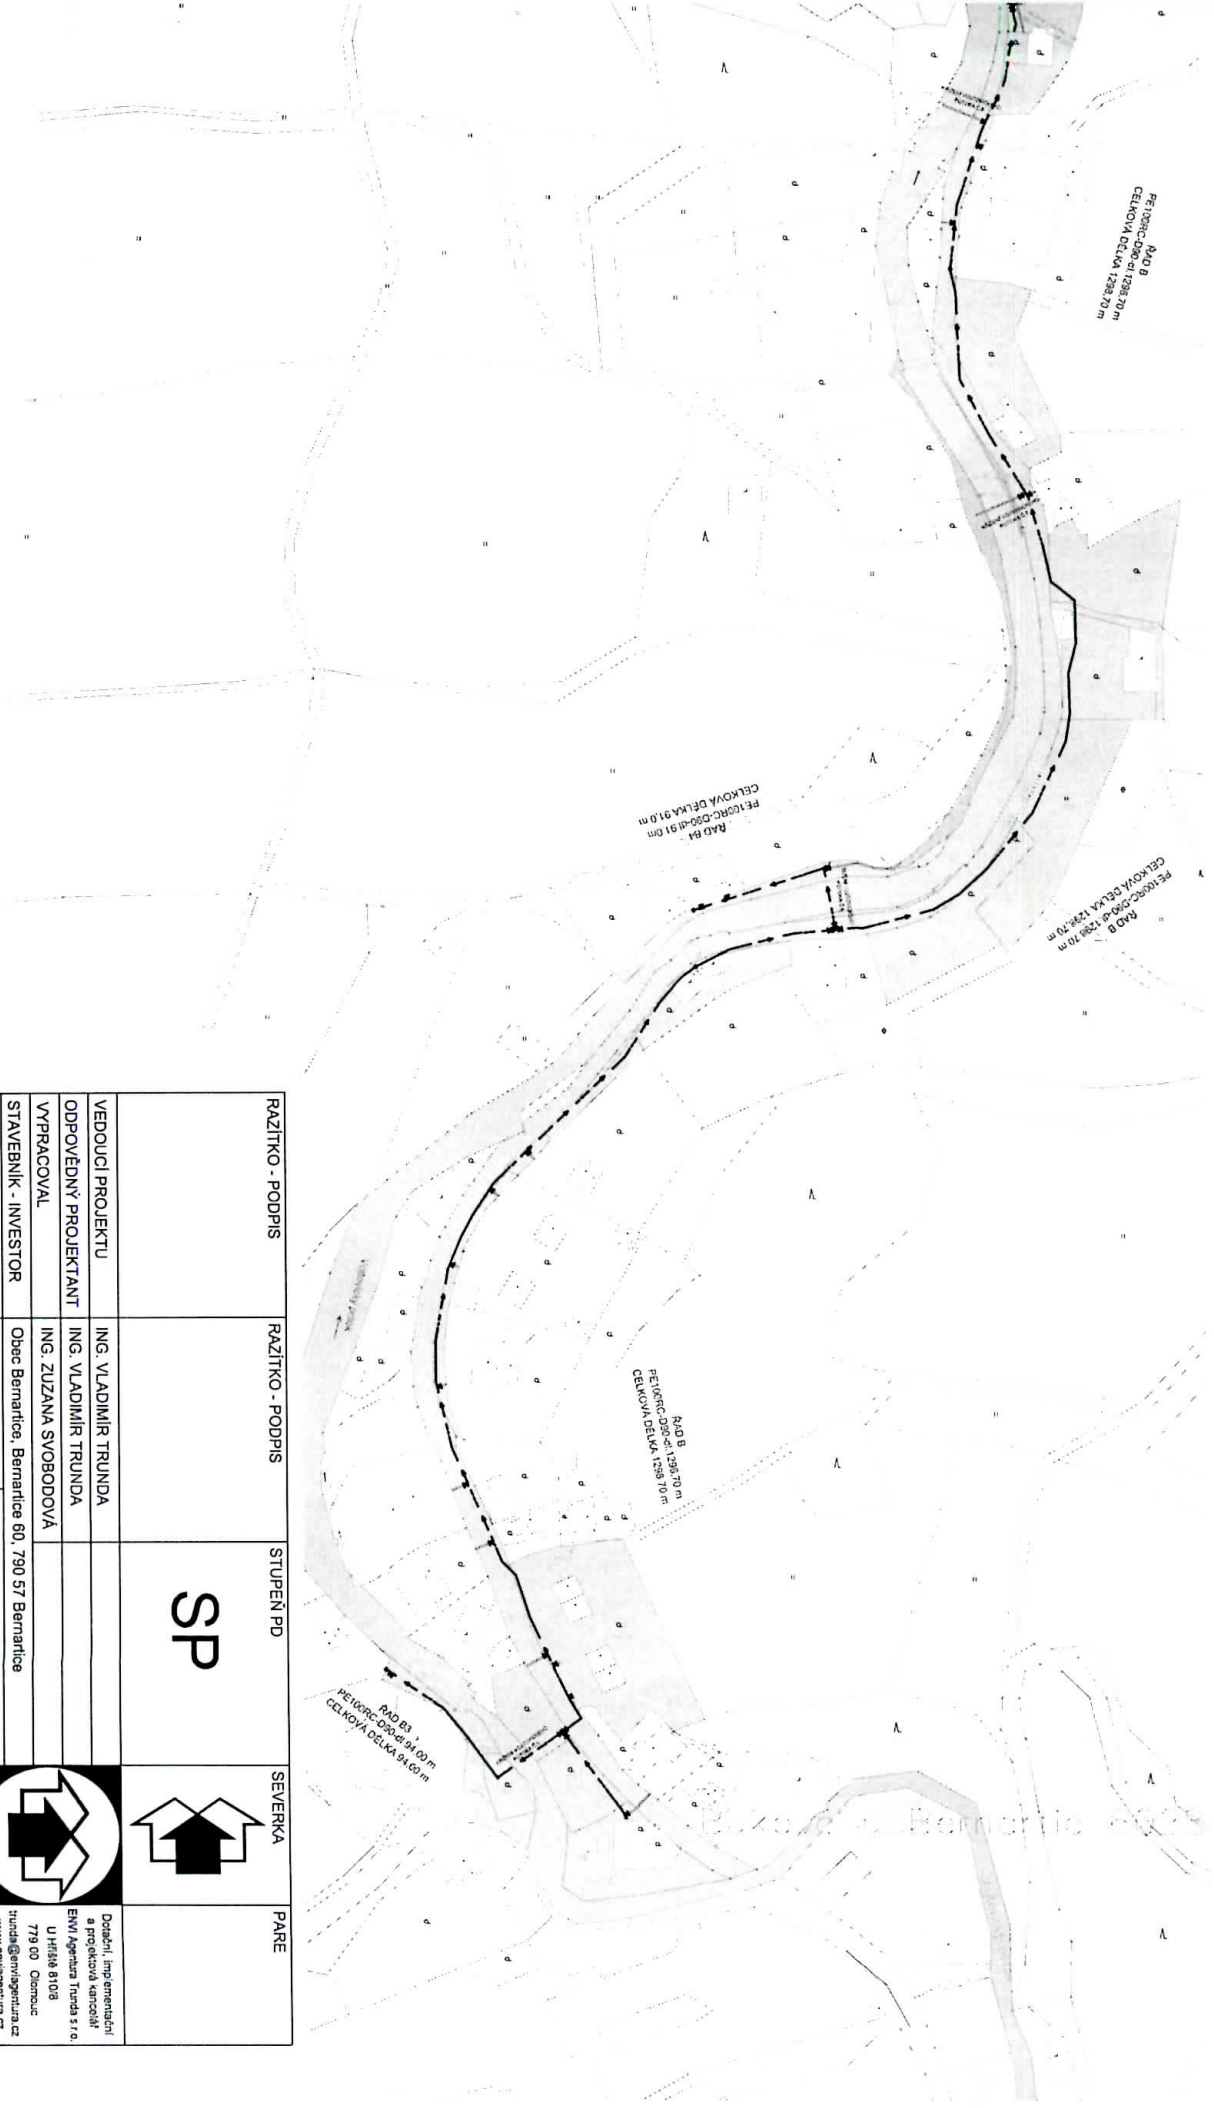 ŘAD B
PE100RC-D90-dl.1298,70 m
CELKOVÁ DÉLKA 1298,70 m
ŘAD B
PE100RC-D90-dl.1298,70 m
CELKOVÁ DÉLKA 1298,70 m
ŘAD B4
PE100RC-D90-dl.91,0m
CELKOVÁ DÉLKA 91,0 m
ŘAD B
PE100RC-D90-dl.1298,70 m
CELKOVÁ DÉLKA 1298,70 m
ŘAD B3
PE100RC-D90-dl.94,00 m
CELKOVÁ DÉLKA 94,00 m
RAZÍTKO - PODPIS
RAZÍTKO - PODPIS
STUPEŇ PD
SEVERKA
PARE
SP
VEDOUCÍ PROJEKTU ING. VLADIMÍR TRUNDA
ODPOVĚDNÝ PROJEKTANT ING. VLADIMÍR TRUNDA
VYPRACOVAL ING. ZUZANA SVOBODOVÁ
STAVEBNÍK - INVESTOR Obec Bernartice, Bernartice 60, 790 57 Bernartice
Dotační, implementační
a projektová kancelář
ENVI Agentura Trunda s.r.o.
U Hřiště 810/8
779 00 Olomouc
trunda@enviagentura.cz